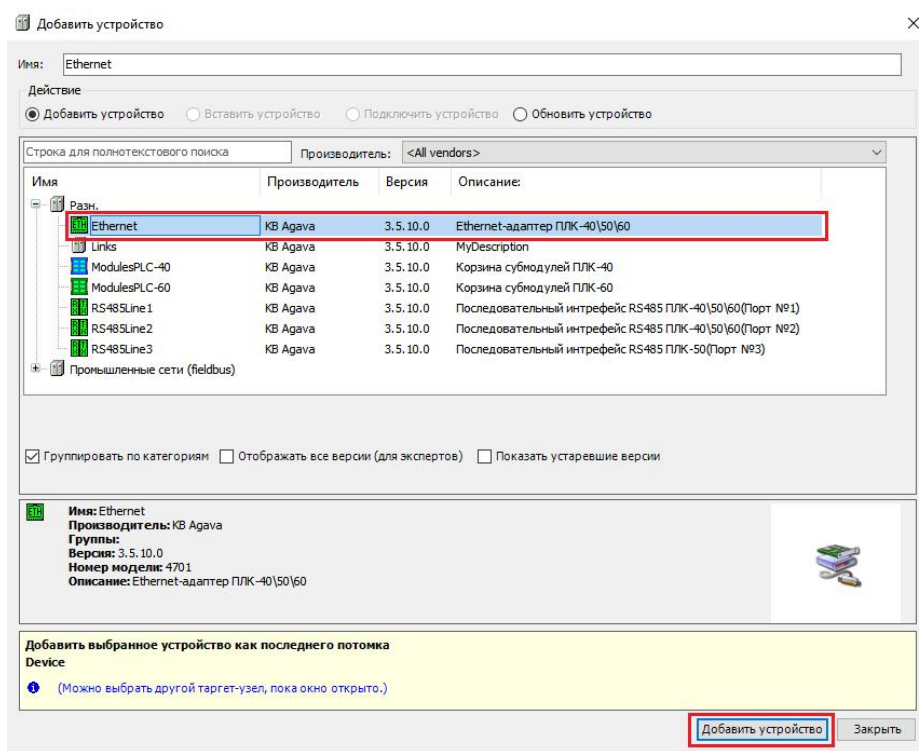 Добавить устройство
Имя: Ethernet
Действие
Добавить устройство Вставить устройство Подключить устройство Обновить устройство
Строка для полнотекстового поиска Производитель: <All vendors>
Имя Производитель Версия Описание:
Разн.
ETH Ethernet KB Agava 3.5.10.0 Ethernet-адаптер ПЛК-40\50\60
Links KB Agava 3.5.10.0 MyDescription
ModulesPLC-40 KB Agava 3.5.10.0 Корзина субмодулей ПЛК-40
ModulesPLC-60 KB Agava 3.5.10.0 Корзина субмодулей ПЛК-60
RS485Line1 KB Agava 3.5.10.0 Последовательный интрефейс RS485 ПЛК-40\50\60(Порт №1)
RS485Line2 KB Agava 3.5.10.0 Последовательный интрефейс RS485 ПЛК-40\50\60(Порт №2)
RS485Line3 KB Agava 3.5.10.0 Последовательный интрефейс RS485 ПЛК-50(Порт №3)
Промышленные сети (fieldbus)
Группировать по категориям Отображать все версии (для экспертов) Показать устаревшие версии
ETH Имя: Ethernet
Производитель: KB Agava
Группы:
Версия: 3.5.10.0
Номер модели: 4701
Описание: Ethernet-адаптер ПЛК-40\50\60
Добавить выбранное устройство как последнего потомка
Device
(Можно выбрать другой таргет-узел, пока окно открыто.)
Добавить устройство Закрыть